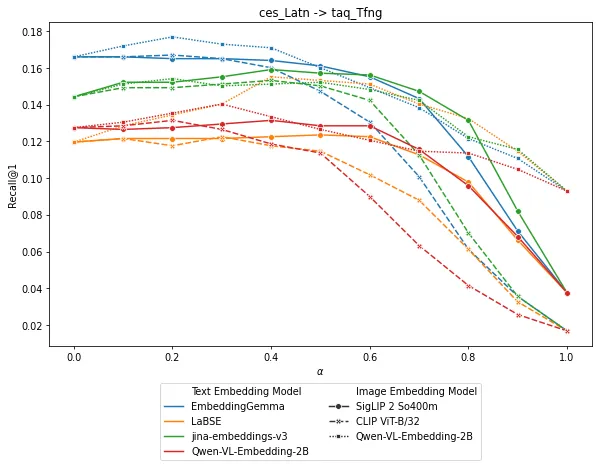 ces_Latn -> taq_Tfng
Recall@1
0.18
0.16
0.14
0.12
0.10
0.08
0.06
0.04
0.02
0.0
0.2
0.4
0.6
0.8
1.0
α
Text Embedding Model
EmbeddingGemma
LaBSE
jina-embeddings-v3
Qwen-VL-Embedding-2B
Image Embedding Model
SigLIP 2 So400m
CLIP ViT-B/32
Qwen-VL-Embedding-2B